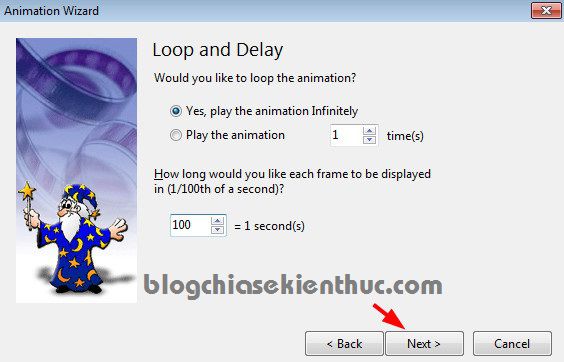 Animation Wizard
Loop and Delay
Would you like to loop the animation?
Yes, play the animation Infinitely
Play the animation 1 time(s)
How long would you like each frame to be displayed
in (1/100th of a second)?
100 = 1 second(s)
blogchiasekienthuc.com
< Back Next > Cancel